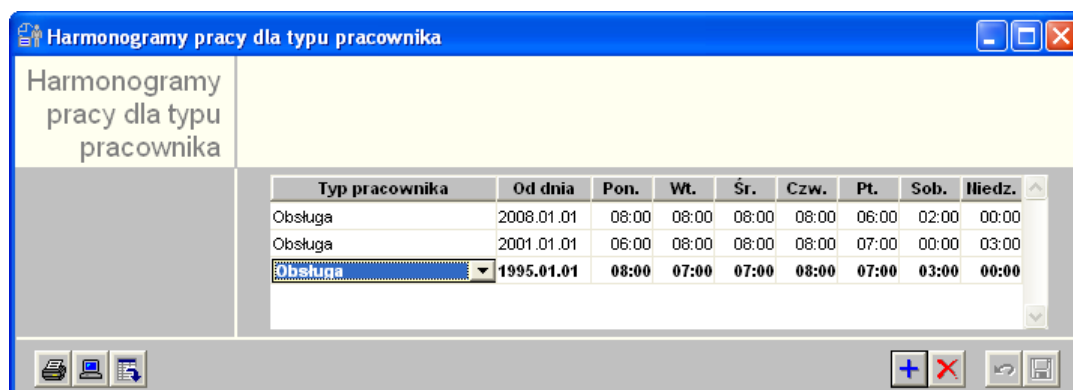 Harmonogramy pracy dla typu pracownika
Harmonogramy
pracy dla typu
pracownika
Typ pracownika Od dnia Pon. Wt. Śr. Czw. Pt. Sob. Niedz.
Obsługa 2008.01.01 08:00 08:00 08:00 08:00 06:00 02:00 00:00
Obsługa 2001.01.01 06:00 08:00 08:00 08:00 07:00 00:00 03:00
Obsługa 1995.01.01 08:00 07:00 07:00 08:00 07:00 03:00 00:00